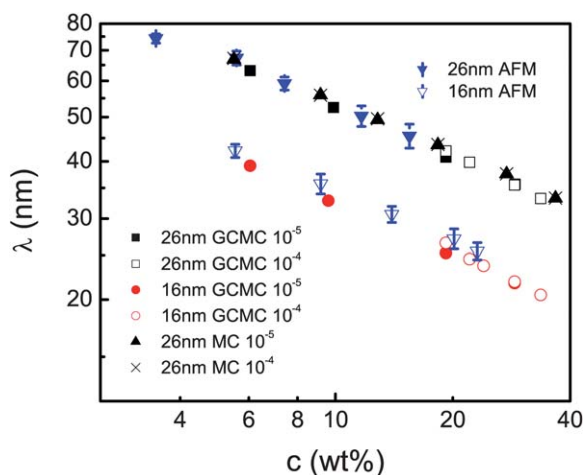 80
70
60
50
40
30
20
λ (nm)
26nm AFM
16nm AFM
26nm GCMC 10⁻⁵
26nm GCMC 10⁻⁴
16nm GCMC 10⁻⁵
16nm GCMC 10⁻⁴
26nm MC 10⁻⁵
26nm MC 10⁻⁴
4 6 8 10 20 40
c (wt%)